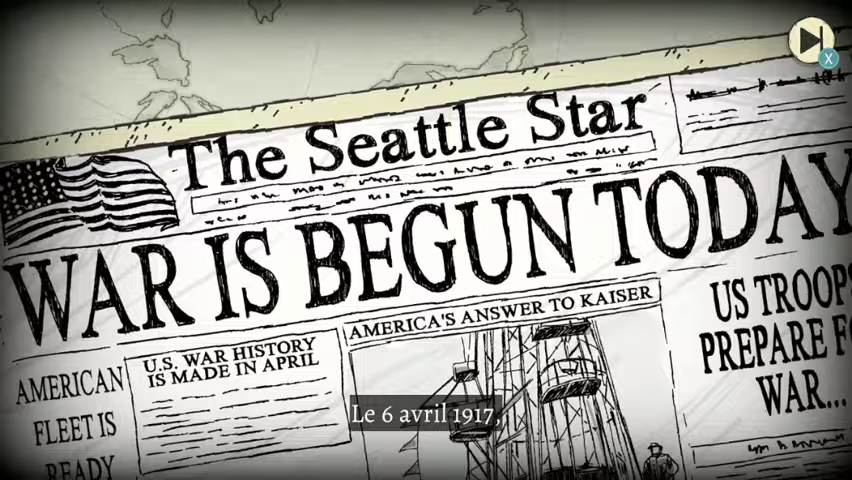 The Seattle Star
WAR IS BEGUN TODAY
AMERICA'S ANSWER TO KAISER
U.S. WAR HISTORY
IS MADE IN APRIL
AMERICAN
FLEET IS
READY
US TROOPS
PREPARE FO
WAR...
Le 6 avril 1917,
X